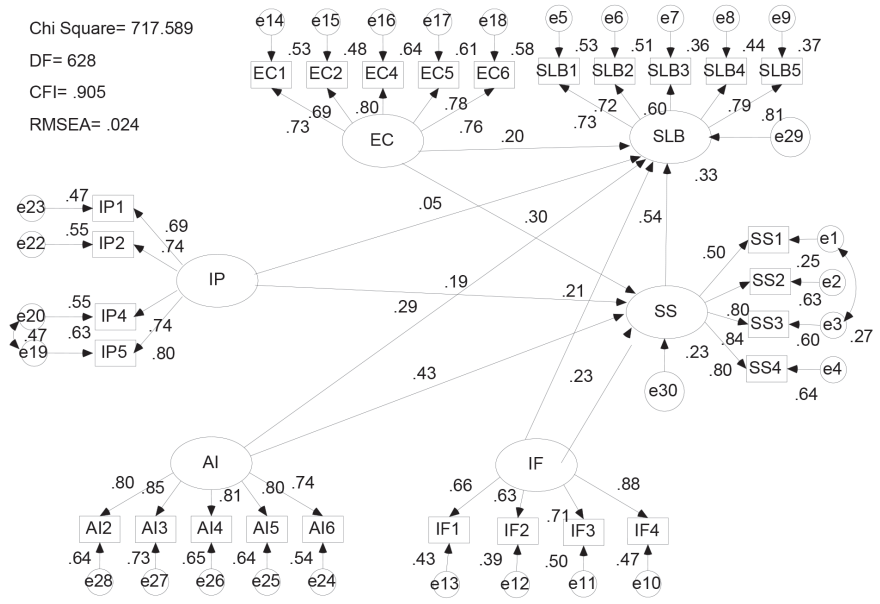 Chi Square= 717.589
DF= 628
CFI= .905
RMSEA= .024
e14 e15 e16 e17 e18
.53 .48 .64 .61 .58
EC1 EC2 EC4 EC5 EC6
.73 .69 .80 .78 .76
EC
e5 e6 e7 e8 e9
.53 .51 .36 .44 .37
SLB1 SLB2 SLB3 SLB4 SLB5
.73 .72 .60 .79 .81
SLB
e29
.33
.20
.05
.30
.54
.19
.29
.21
.43
.23
e23 .47 IP1
e22 .55 IP2
e20 .55 IP4
.47
e19 .63 IP5
.69
.74
.74
.80
IP
SS
.23
e30
.50
.80
.84
.80
SS1 e1
.25
SS2 e2
.63
SS3 e3
.60 .27
SS4 e4
.64
AI
.80 .85 .81 .80 .74
AI2 AI3 AI4 AI5 AI6
.64 .73 .65 .64 .54
e28 e27 e26 e25 e24
IF
.66 .63 .71 .88
IF1 IF2 IF3 IF4
.43 .39 .50 .47
e13 e12 e11 e10